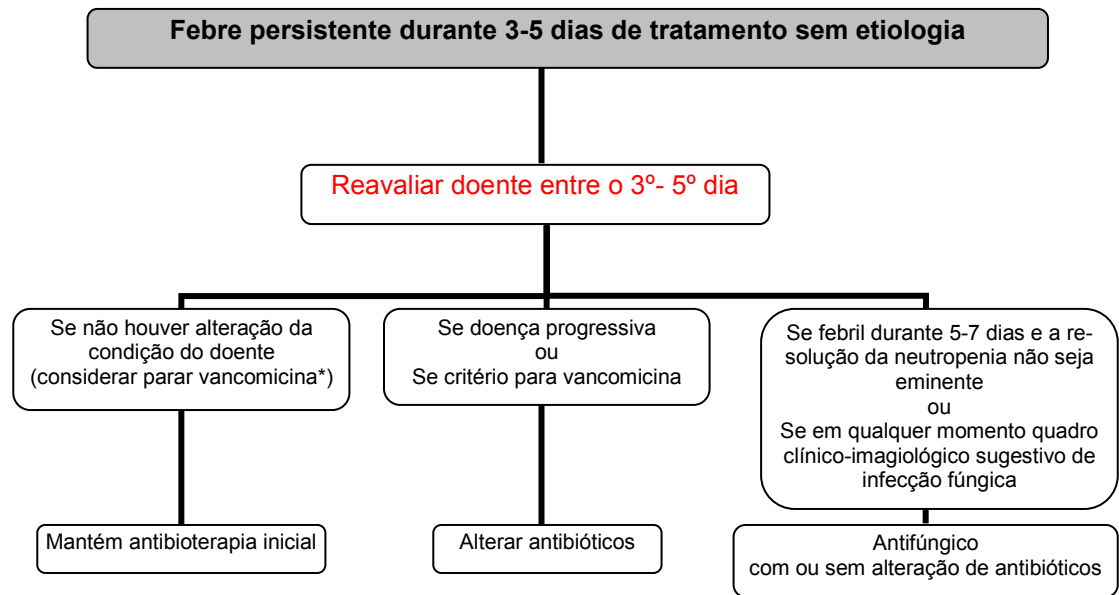 Febre persistente durante 3-5 dias de tratamento sem etiologia
Reavaliar doente entre o 3º- 5º dia
Se não houver alteração da
condição do doente
(considerar parar vancomicina*)
Se doença progressiva
ou
Se critério para vancomicina
Se febril durante 5-7 dias e a re-
solução da neutropenia não seja
eminente
ou
Se em qualquer momento quadro
clínico-imagiológico sugestivo de
infecção fúngica
Mantém antibioterapia inicial
Alterar antibióticos
Antifúngico
com ou sem alteração de antibióticos